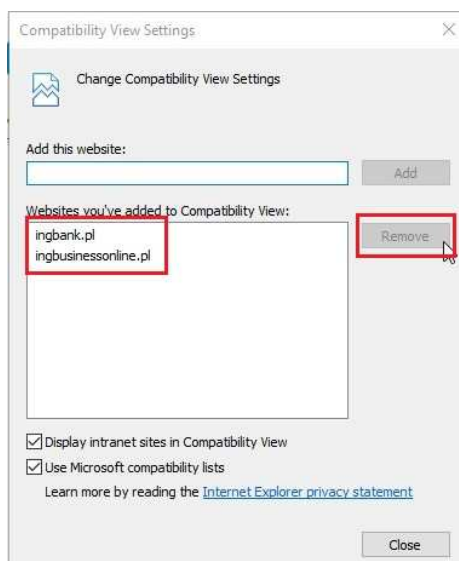 Compatibility View Settings
Change Compatibility View Settings
Add this website:
Add
Websites you've added to Compatibility View:
ingbank.pl
ingbusinessonline.pl
Remove
Display intranet sites in Compatibility View
Use Microsoft compatibility lists
Learn more by reading the Internet Explorer privacy statement
Close